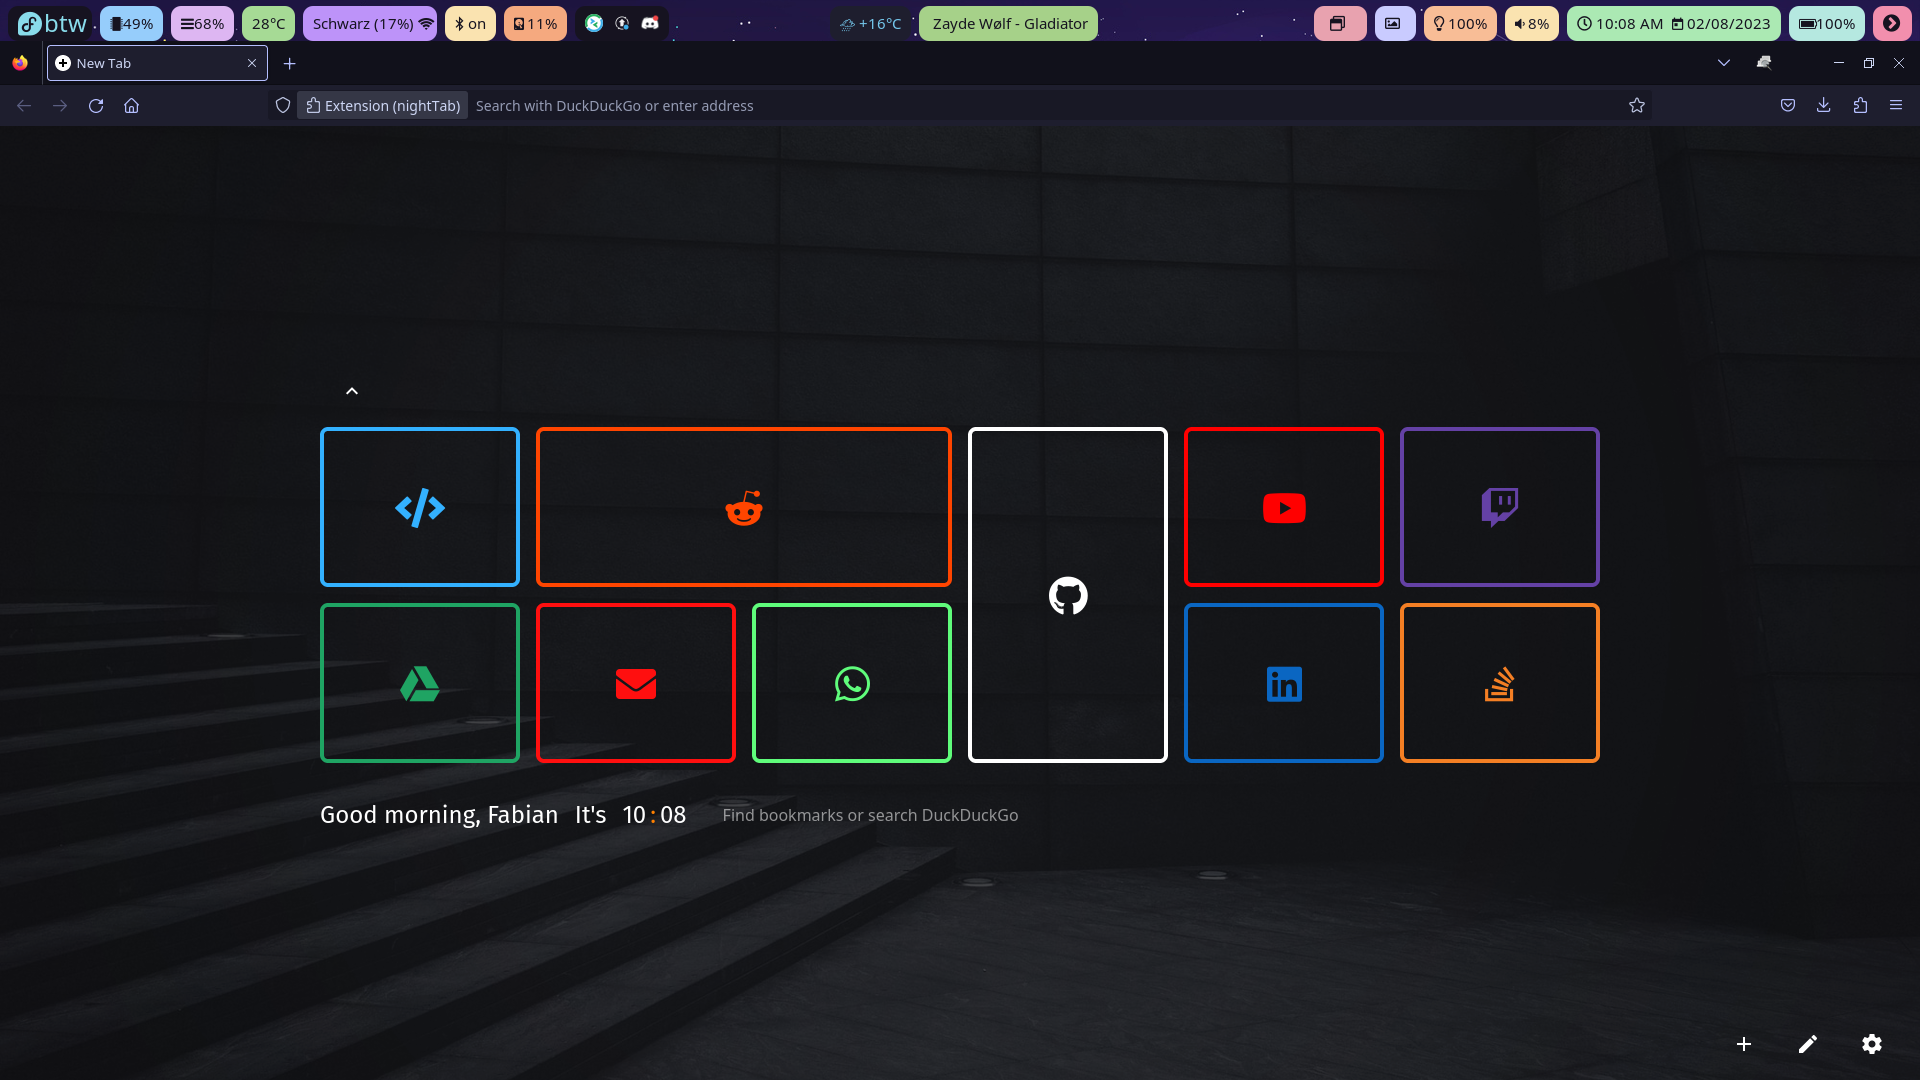 btw 49% 68% 28°C Schwarz (17%) on 11% +16°C Zayde Wølf - Gladiator 100% 8% 10:08 AM 02/08/2023 100%
New Tab
Extension (nightTab) Search with DuckDuckGo or enter address
in
Good morning, Fabian It's 10:08 Find bookmarks or search DuckDuckGo